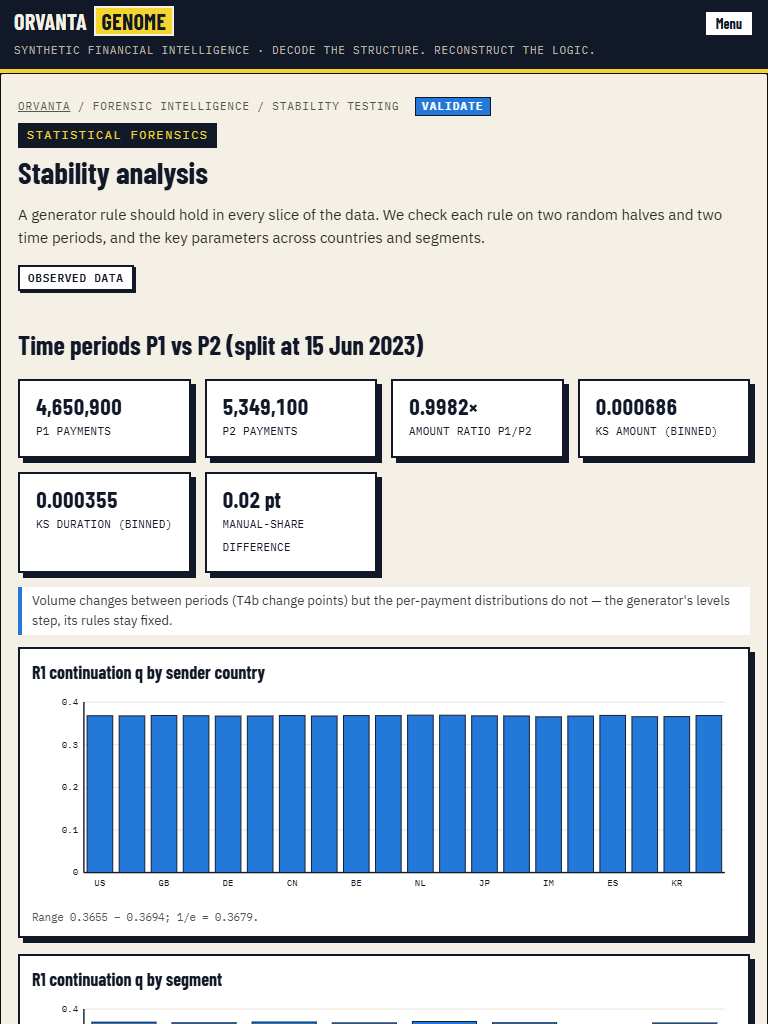 ORVANTA GENOME
Menu
SYNTHETIC FINANCIAL INTELLIGENCE · DECODE THE STRUCTURE. RECONSTRUCT THE LOGIC.
ORVANTA / FORENSIC INTELLIGENCE / STABILITY TESTING VALIDATE
STATISTICAL FORENSICS
Stability analysis
A generator rule should hold in every slice of the data. We check each rule on two random halves and two
time periods, and the key parameters across countries and segments.
OBSERVED DATA
Time periods P1 vs P2 (split at 15 Jun 2023)
4,650,900
P1 PAYMENTS
5,349,100
P2 PAYMENTS
0.9982×
AMOUNT RATIO P1/P2
0.000686
KS AMOUNT (BINNED)
0.000355
KS DURATION (BINNED)
0.02 pt
MANUAL-SHARE
DIFFERENCE
Volume changes between periods (T4b change points) but the per-payment distributions do not — the generator's levels
step, its rules stay fixed.
R1 continuation q by sender country
0.4
0.3
0.2
0.1
0
US GB DE CN BE NL JP IM ES KR
Range 0.3655 – 0.3694; 1/e = 0.3679.
R1 continuation q by segment
0.4